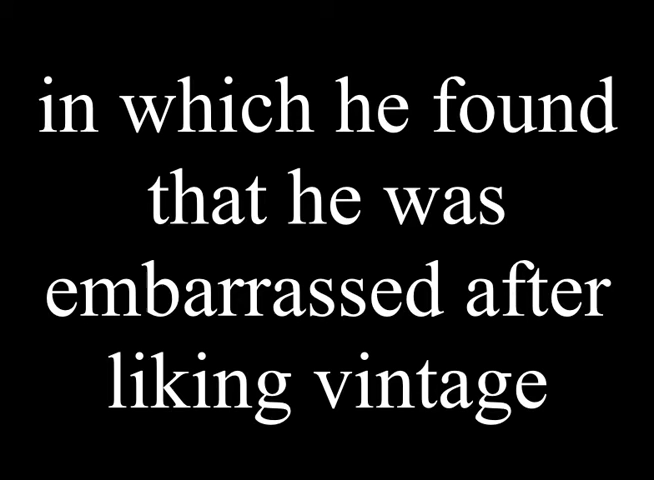 in which he found
that he was
embarrassed after
liking vintage